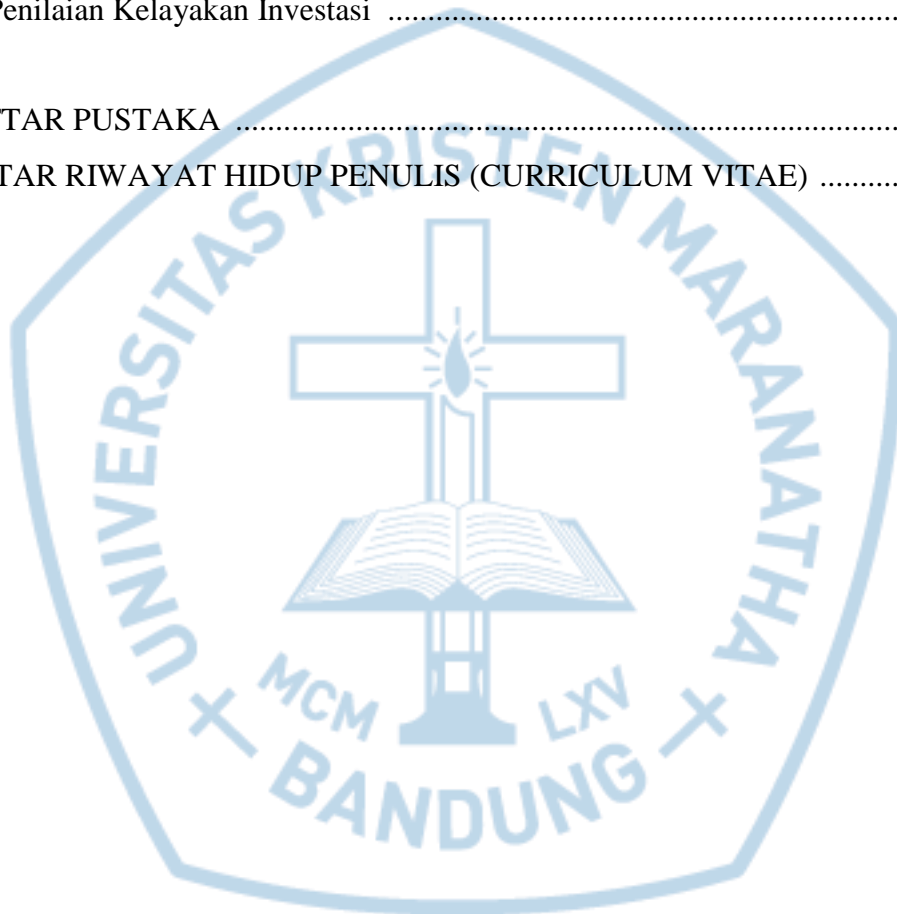 Penilaian Kelayakan Investasi ......................................................................
TAR PUSTAKA ......................................................................................
TAR RIWAYAT HIDUP PENULIS (CURRICULUM VITAE) ..........
UNIVERSITAS KRISTEN MARANATHA
MCM LXV
BANDUNG